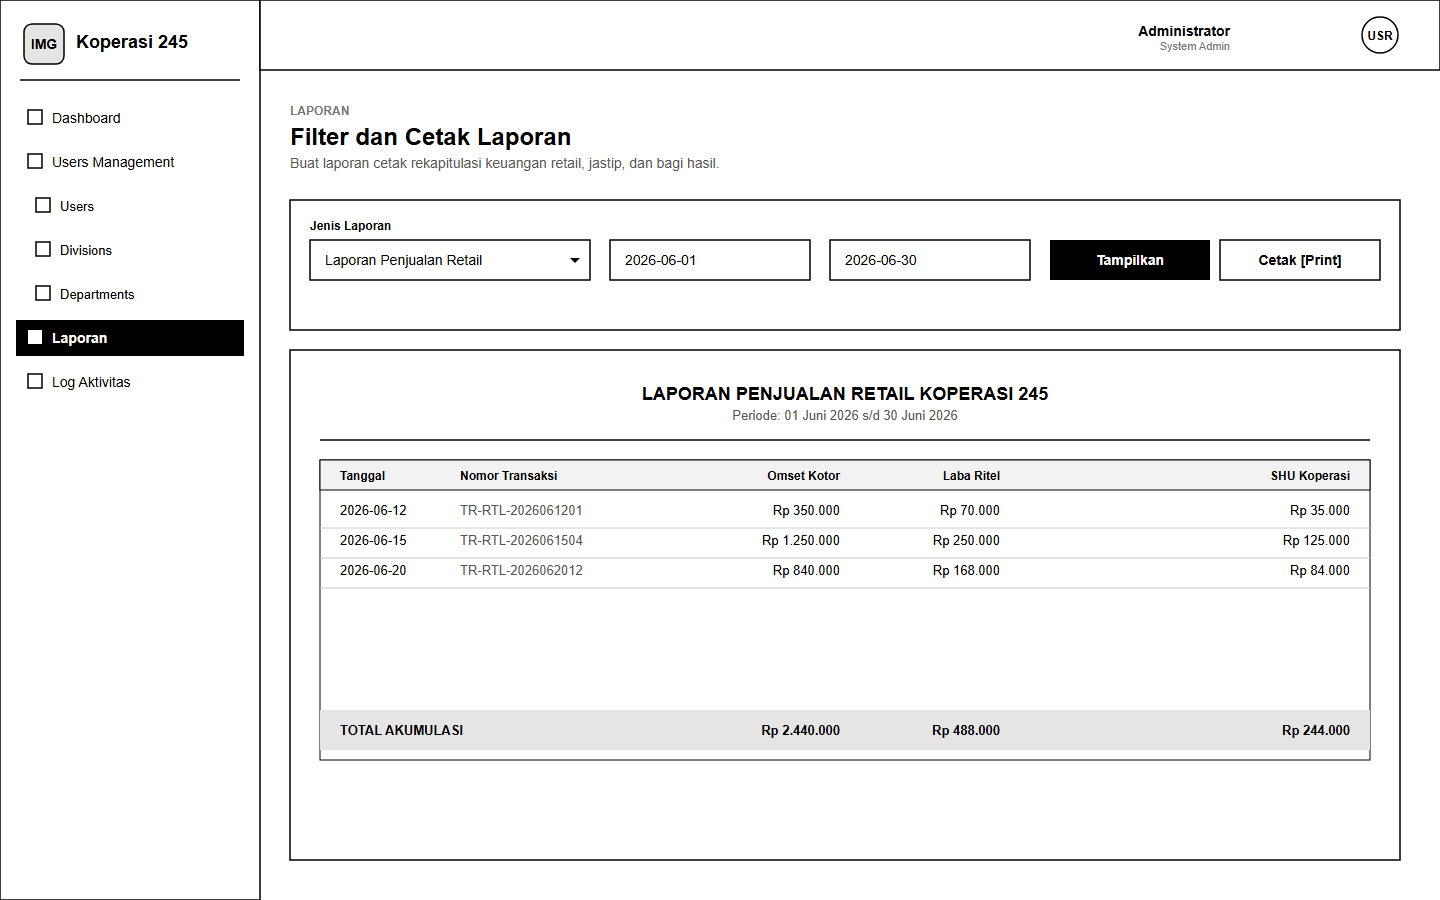 IMG Koperasi 245
Administrator
System Admin
USR
Dashboard
Users Management
Users
Divisions
Departments
Laporan
Log Aktivitas
LAPORAN
Filter dan Cetak Laporan
Buat laporan cetak rekapitulasi keuangan retail, jastip, dan bagi hasil.
Jenis Laporan
Laporan Penjualan Retail 2026-06-01 2026-06-30 Tampilkan Cetak [Print]
LAPORAN PENJUALAN RETAIL KOPERASI 245
Periode: 01 Juni 2026 s/d 30 Juni 2026
Tanggal Nomor Transaksi Omset Kotor Laba Ritel SHU Koperasi
2026-06-12 TR-RTL-2026061201 Rp 350.000 Rp 70.000 Rp 35.000
2026-06-15 TR-RTL-2026061504 Rp 1.250.000 Rp 250.000 Rp 125.000
2026-06-20 TR-RTL-2026062012 Rp 840.000 Rp 168.000 Rp 84.000
TOTAL AKUMULASI Rp 2.440.000 Rp 488.000 Rp 244.000